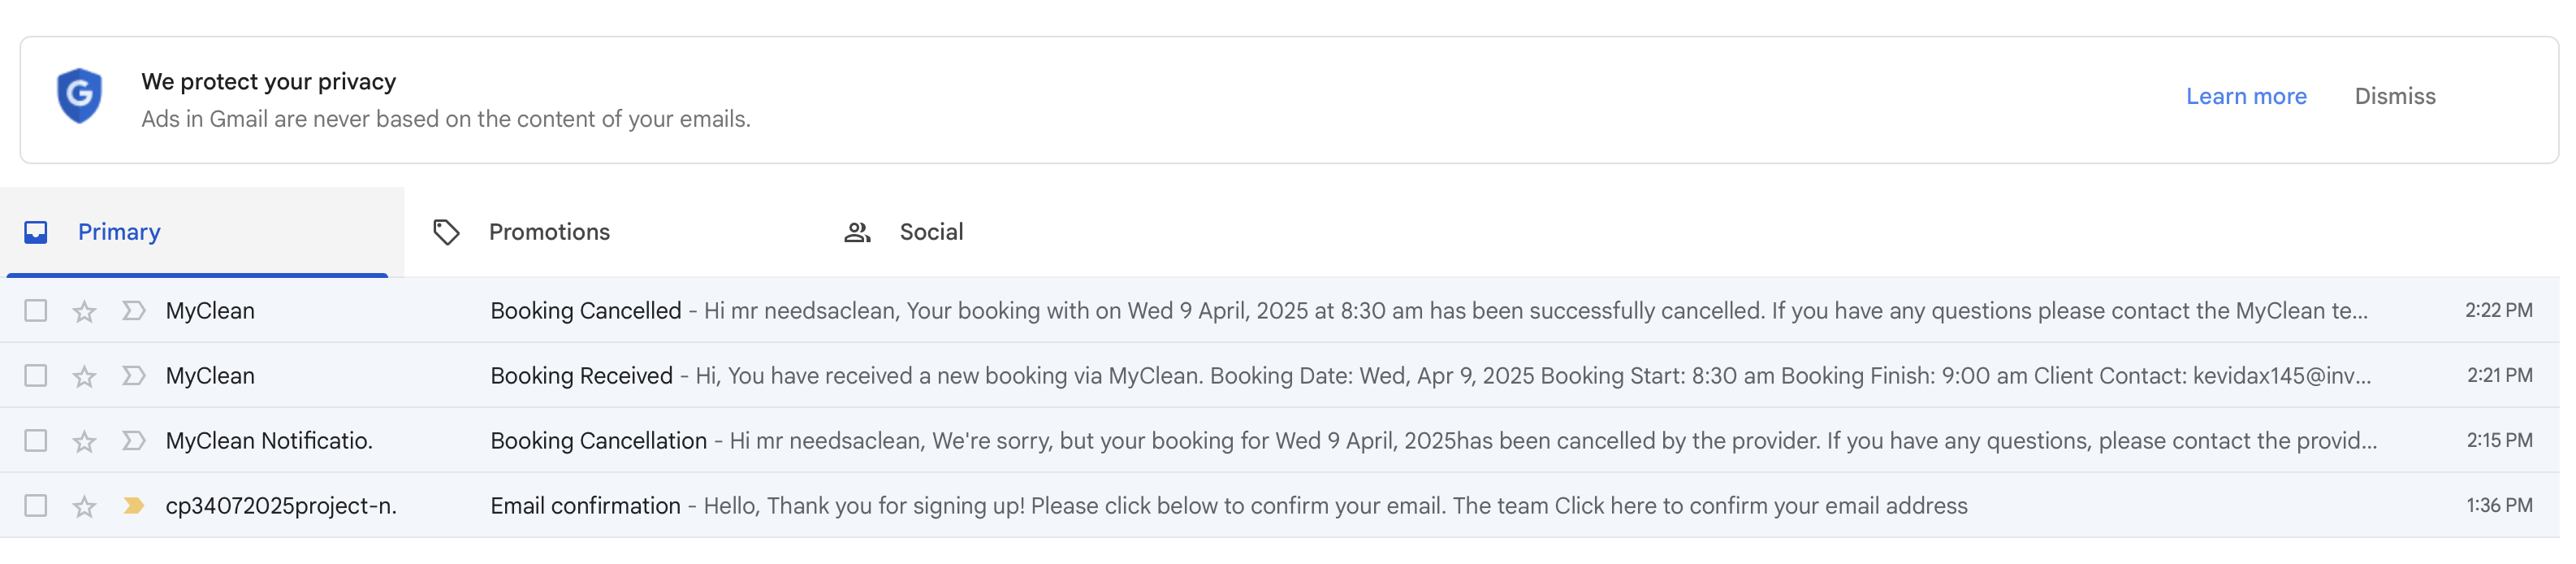 We protect your privacy
Learn more Dismiss
Ads in Gmail are never based on the content of your emails.
Primary Promotions Social
MyClean Booking Cancelled - Hi mr needsaclean, Your booking with on Wed 9 April, 2025 at 8:30 am has been successfully cancelled. If you have any questions please contact the MyClean te... 2:22 PM
MyClean Booking Received - Hi, You have received a new booking via MyClean. Booking Date: Wed, Apr 9, 2025 Booking Start: 8:30 am Booking Finish: 9:00 am Client Contact: kevidax145@inv... 2:21 PM
MyClean Notificatio. Booking Cancellation - Hi mr needsaclean, We're sorry, but your booking for Wed 9 April, 2025has been cancelled by the provider. If you have any questions, please contact the provid... 2:15 PM
cp34072025project-n. Email confirmation - Hello, Thank you for signing up! Please click below to confirm your email. The team Click here to confirm your email address 1:36 PM